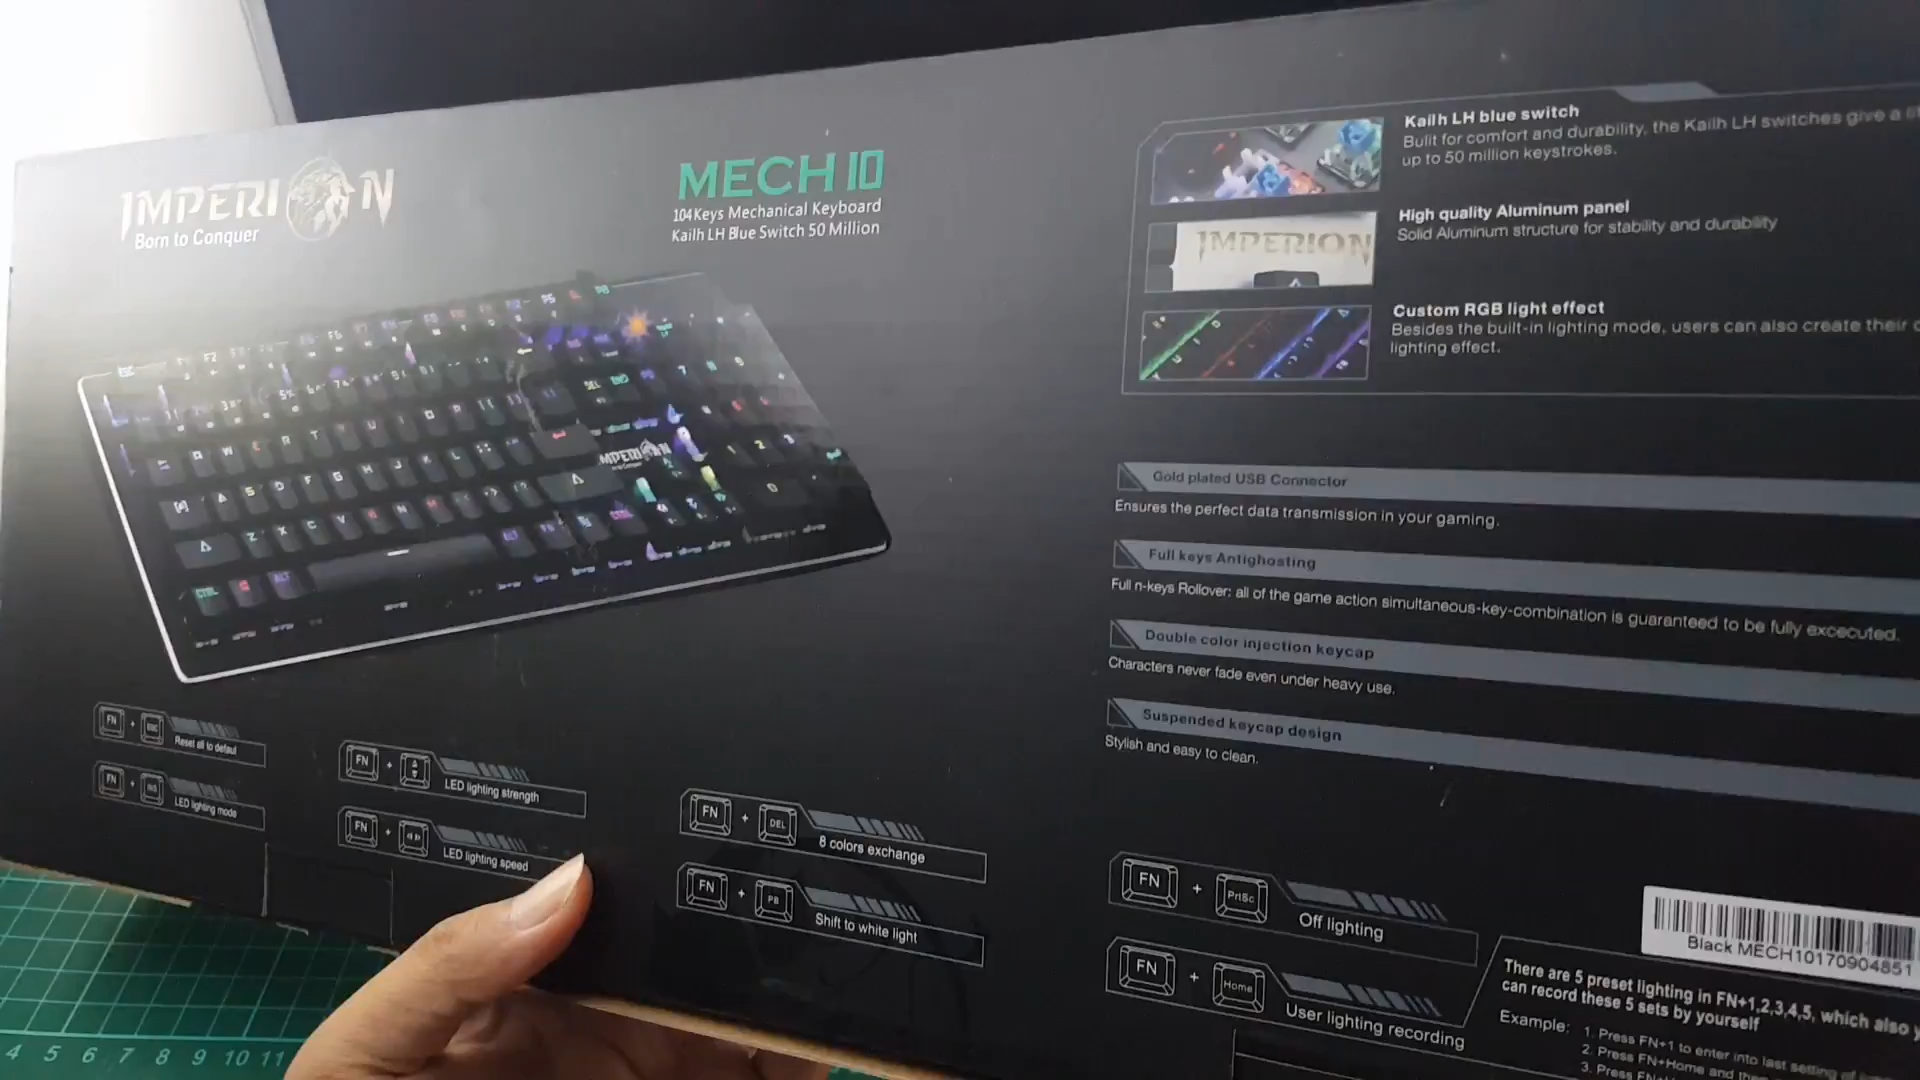 IMPERION
Born to Conquer
MECH 10
104 Keys Mechanical Keyboard
Kailh LH Blue Switch 50 Million
Kailh LH blue switch
Bulit for comfort and durability, the Kailh LH switches give a
up to 50 million keystrokes.
IMPERION
High quality Aluminum panel
Solid Aluminum structure for stability and durability
Custom RGB light effect
Besides the built-in lighting mode, users can also create their
lighting effect.
Gold plated USB Connector
Ensures the perfect data transmission in your gaming.
Full keys Antighosting
Full n-keys Rollover: all of the game action simultaneous-key-combination is guaranteed to be fully excecuted.
Double color injection keycap
Characters never fade even under heavy use.
Suspended keycap design
Stylish and easy to clean.
FN + ESC Reset all to defaut
FN + INS LED lighting mode
FN + LED lighting strength
FN + LED lighting speed
FN + DEL 8 colors exchange
FN + PB Shift to white light
FN + PrtSc Off lighting
FN + Home User lighting recording
Black MECH10170904851
There are 5 preset lighting in FN+1,2,3,4,5, which also
can record these 5 sets by yourself
Example: 1. Press FN+1 to enter into last setting of
2. Press FN+Home and
3. Press
4 5 6 7 8 9 10 11